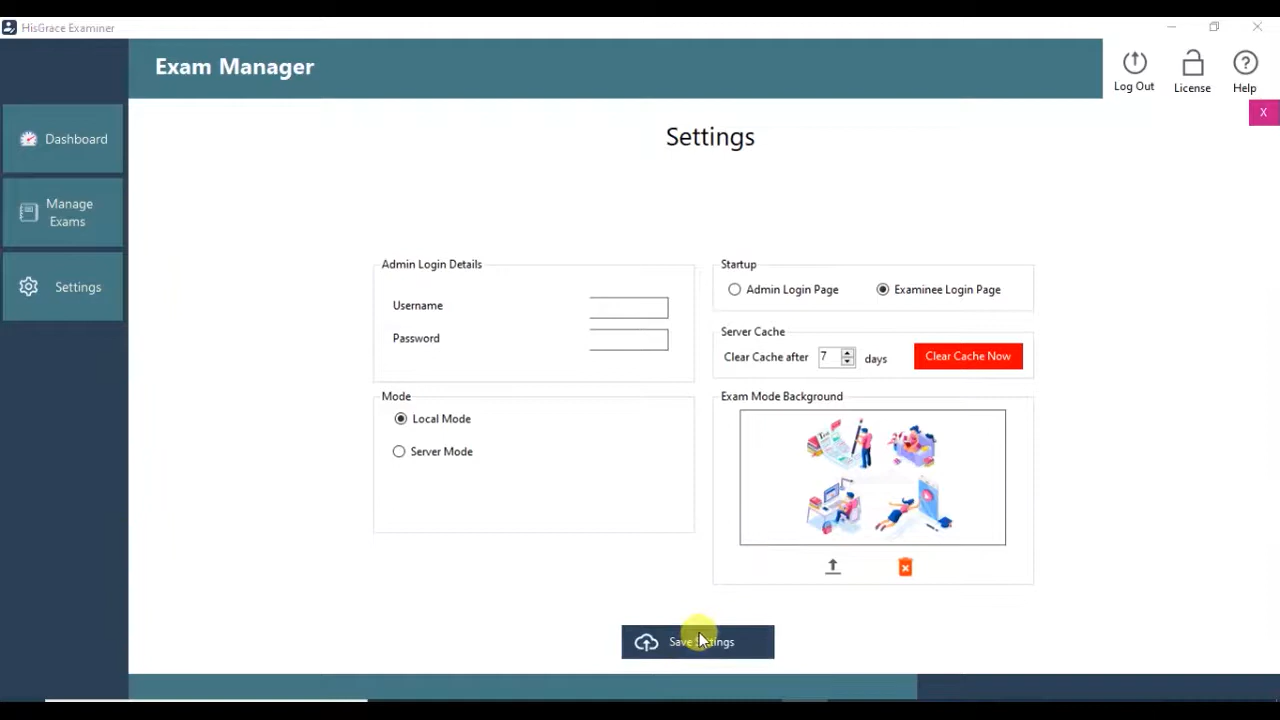 HisGrace Examiner
Exam Manager
Log Out
License
Help
X
Dashboard
Manage
Exams
Settings
Settings
Admin Login Details
Username
Password
Startup
Admin Login Page
Examinee Login Page
Server Cache
Clear Cache after 7 days
Clear Cache Now
Mode
Local Mode
Server Mode
Exam Mode Background
Save Settings